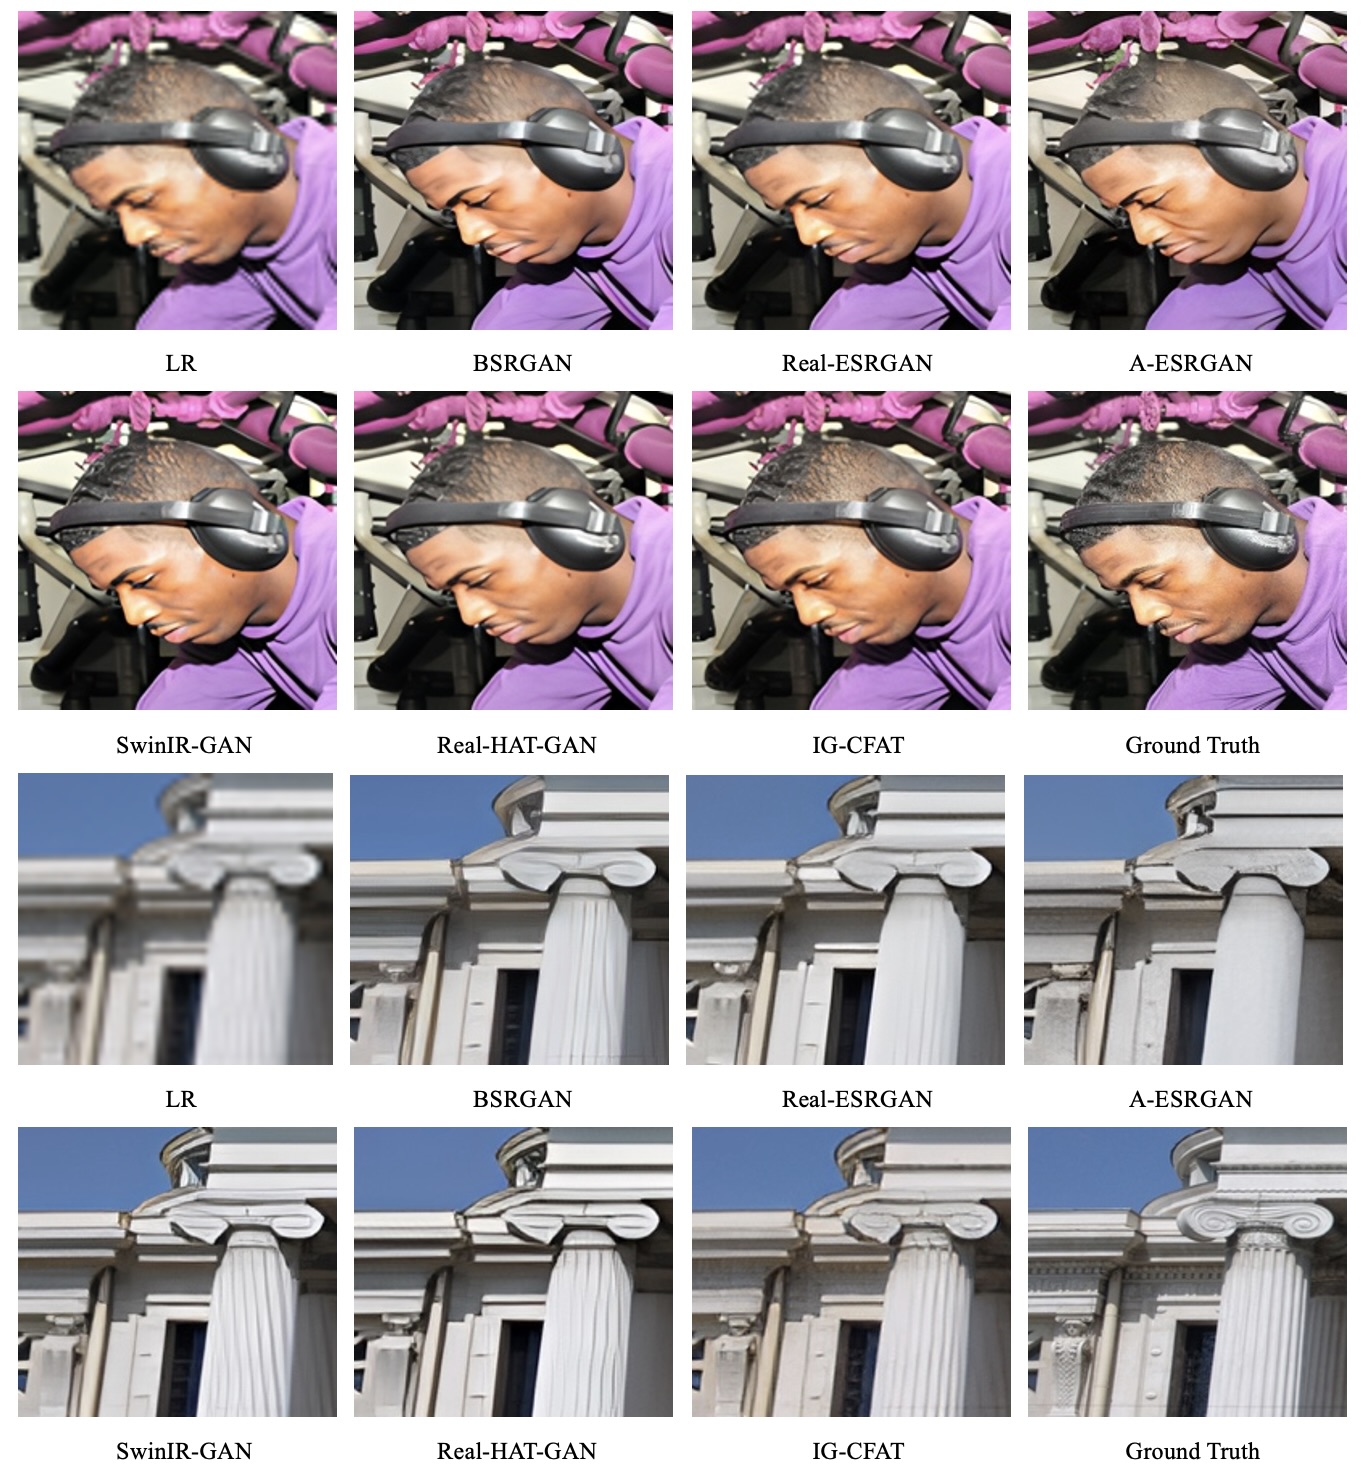 LR
BSRGAN
Real-ESRGAN
A-ESRGAN
SwinIR-GAN
Real-HAT-GAN
IG-CFAT
Ground Truth
LR
BSRGAN
Real-ESRGAN
A-ESRGAN
SwinIR-GAN
Real-HAT-GAN
IG-CFAT
Ground Truth